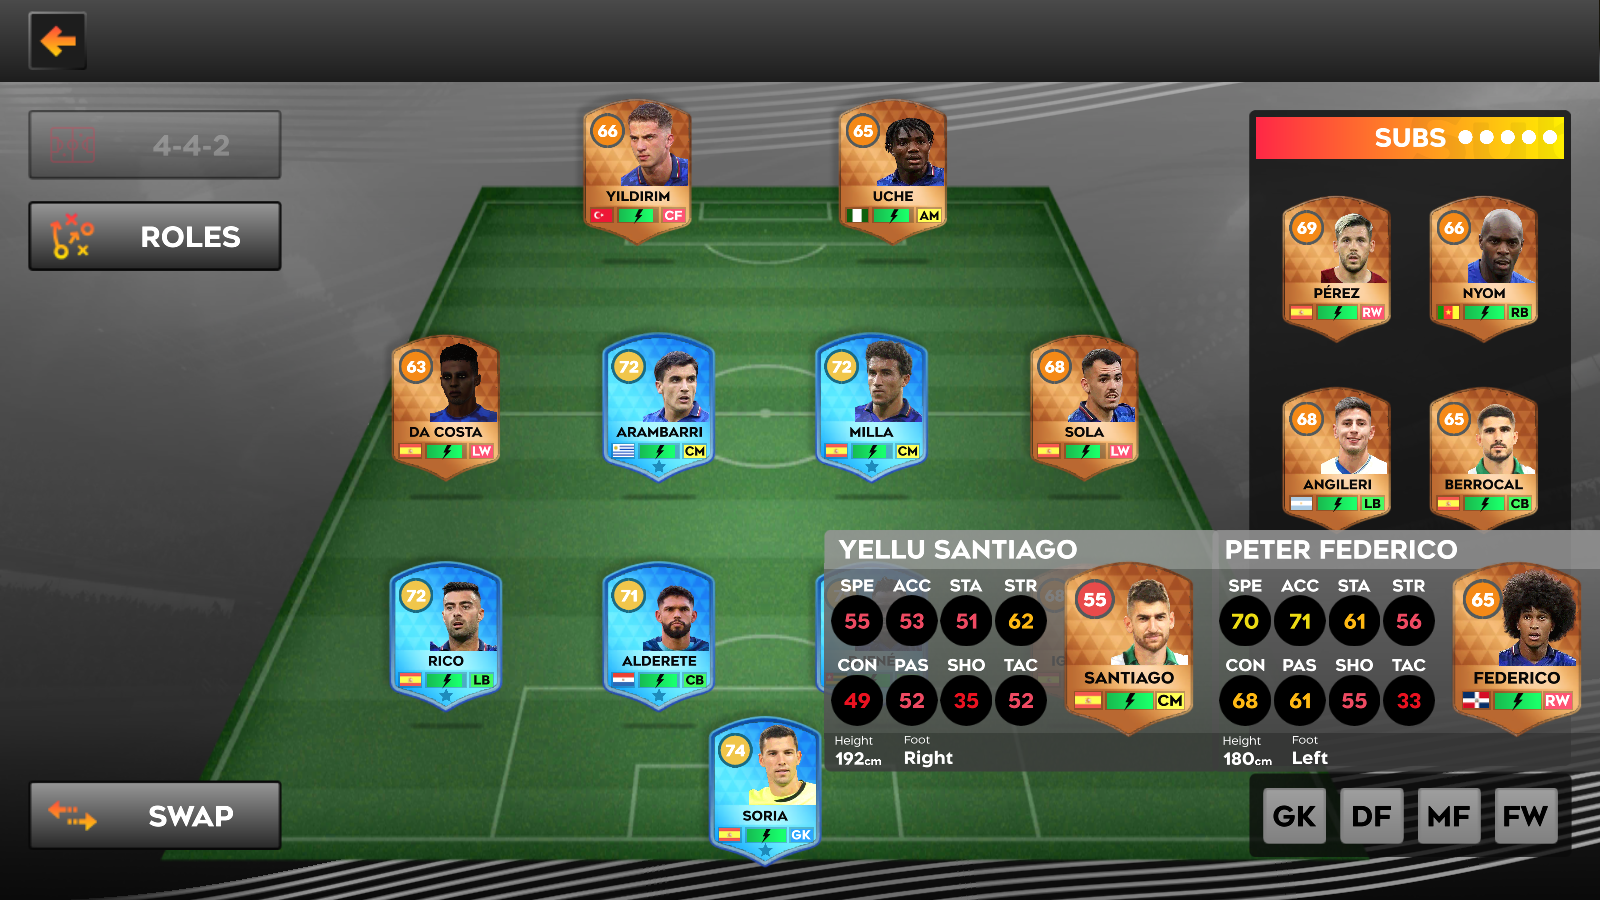 4-4-2
ROLES
66
YILDIRIM
CF
65
UCHE
AM
SUBS
69
PÉREZ
RW
66
NYOM
RB
63
DA COSTA
LW
72
ARAMBARRI
CM
72
MILLA
CM
68
SOLA
LW
68
ANGILERI
LB
65
BERROCAL
CB
72
RICO
LB
71
ALDERETE
CB
YELLU SANTIAGO
SPE ACC STA STR
55 53 51 62
CON PAS SHO TAC
49 52 35 52
Height Foot
192cm Right
55
SANTIAGO
CM
PETER FEDERICO
SPE ACC STA STR
70 71 61 56
CON PAS SHO TAC
68 61 55 33
Height Foot
180cm Left
65
FEDERICO
RW
68
DJENÉ
74
SORIA
GK
SWAP
GK DF MF FW